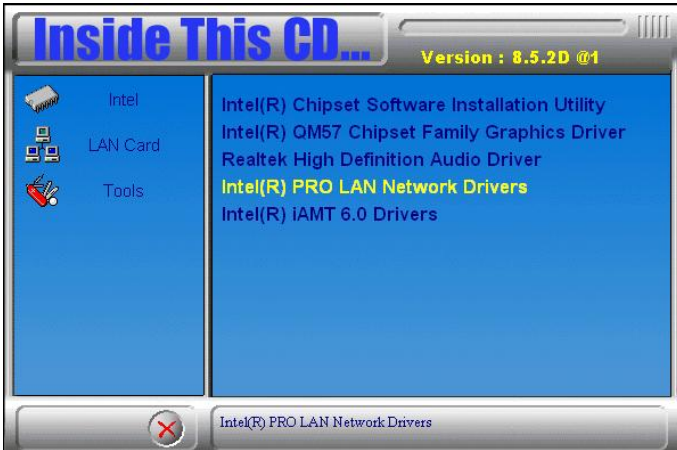 Inside This CD...
Version : 8.5.2D @1
Intel
LAN Card
Tools
Intel(R) Chipset Software Installation Utility
Intel(R) QM57 Chipset Family Graphics Driver
Realtek High Definition Audio Driver
Intel(R) PRO LAN Network Drivers
Intel(R) iAMT 6.0 Drivers
Intel(R) PRO LAN Network Drivers